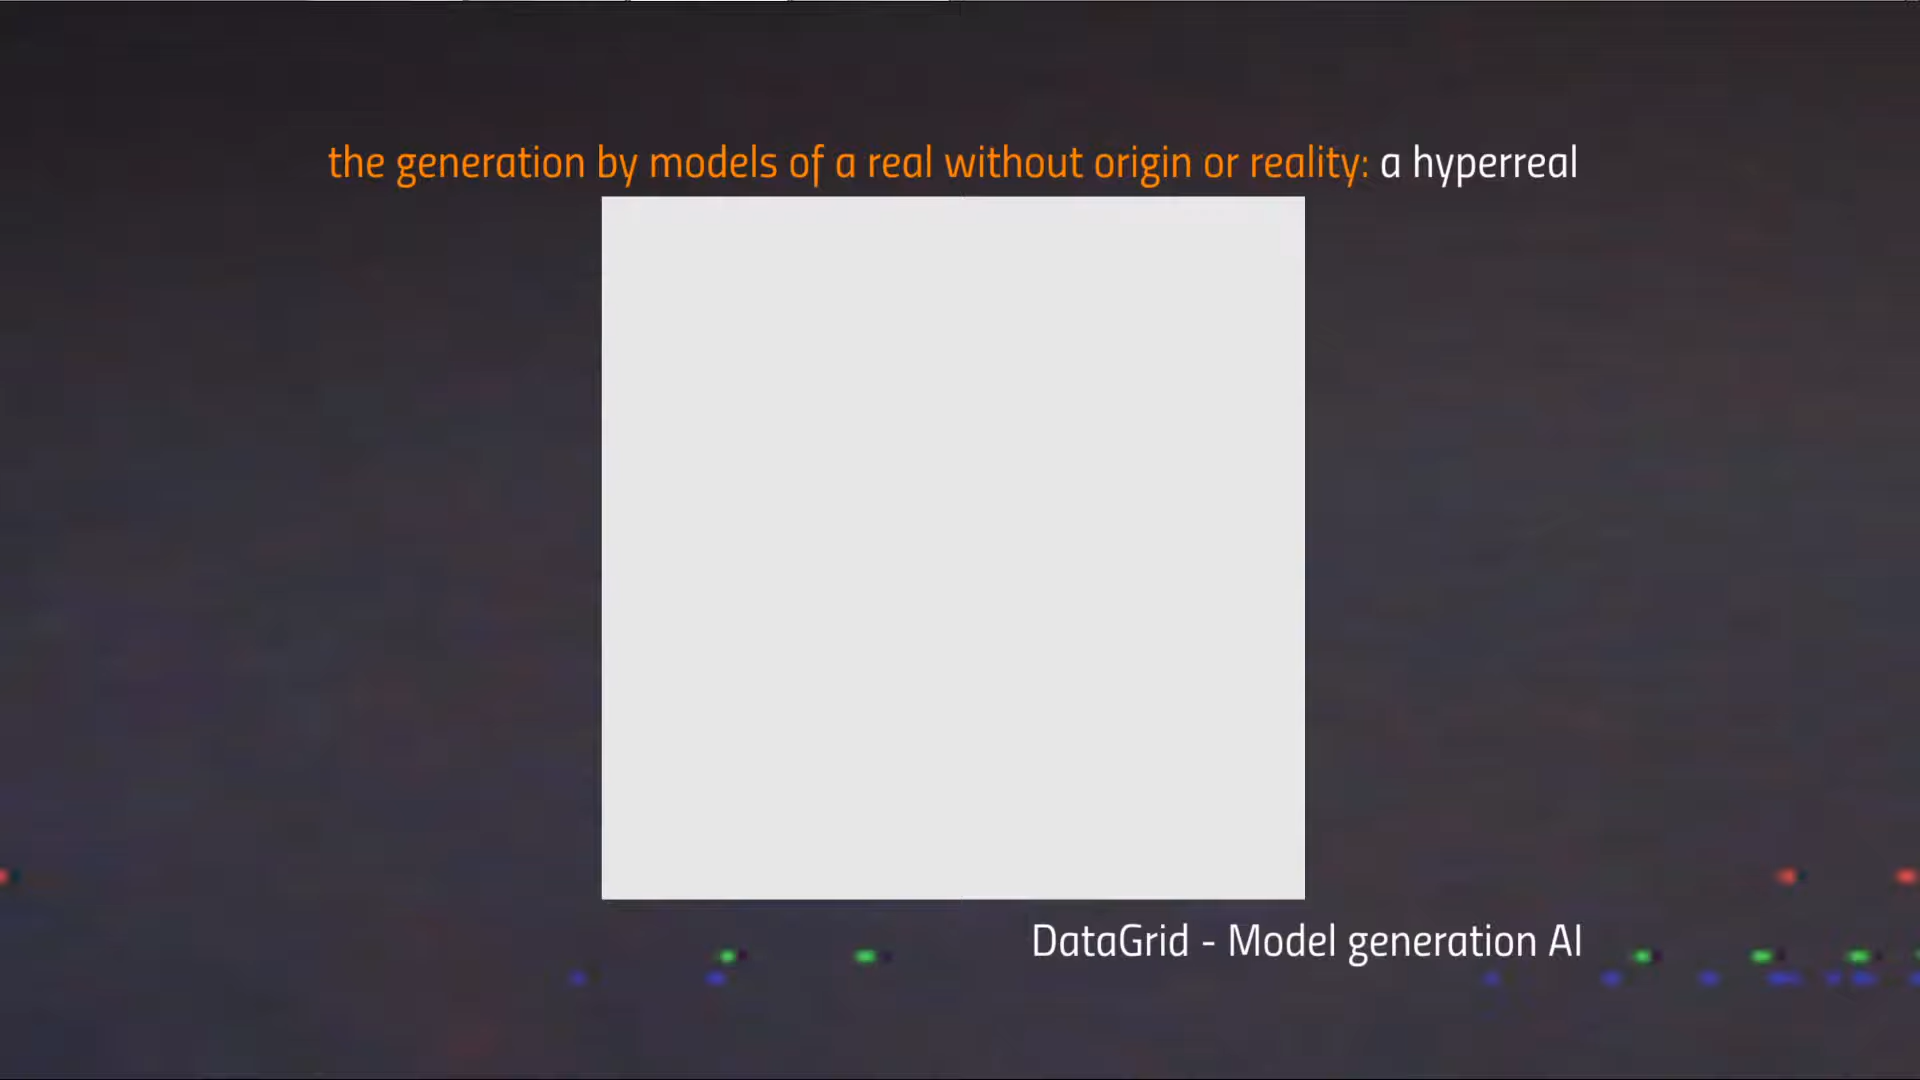 the generation by models of a real without origin or reality: a hyperreal
DataGrid - Model generation AI